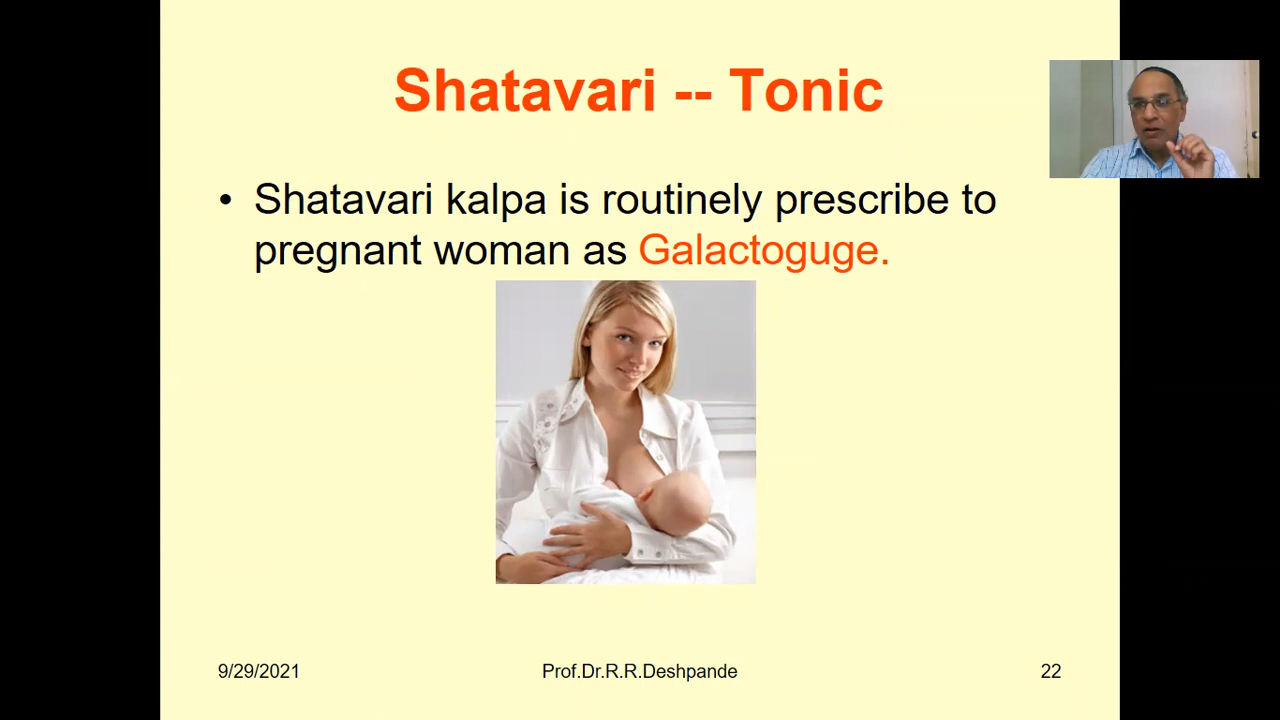 Shatavari -- Tonic
• Shatavari kalpa is routinely prescribe to
pregnant woman as Galactoguge.
9/29/2021 Prof.Dr.R.R.Deshpande 22